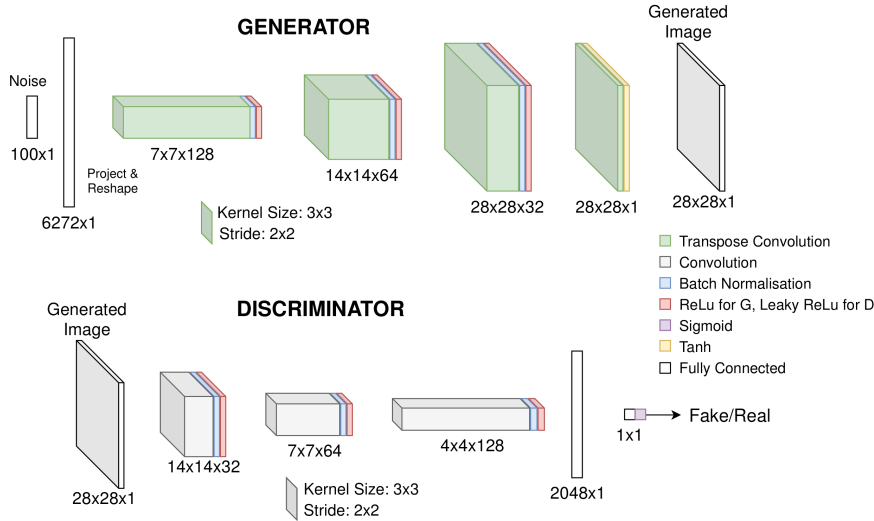 GENERATOR
Generated
Image
Noise
100x1
6272x1
Project &
Reshape
7x7x128
14x14x64
28x28x32
28x28x1
28x28x1
Kernel Size: 3x3
Stride: 2x2
Transpose Convolution
Convolution
Batch Normalisation
ReLu for G, Leaky ReLu for D
Sigmoid
Tanh
Fully Connected
DISCRIMINATOR
Generated
Image
28x28x1
14x14x32
7x7x64
4x4x128
2048x1
1x1
Fake/Real
Kernel Size: 3x3
Stride: 2x2